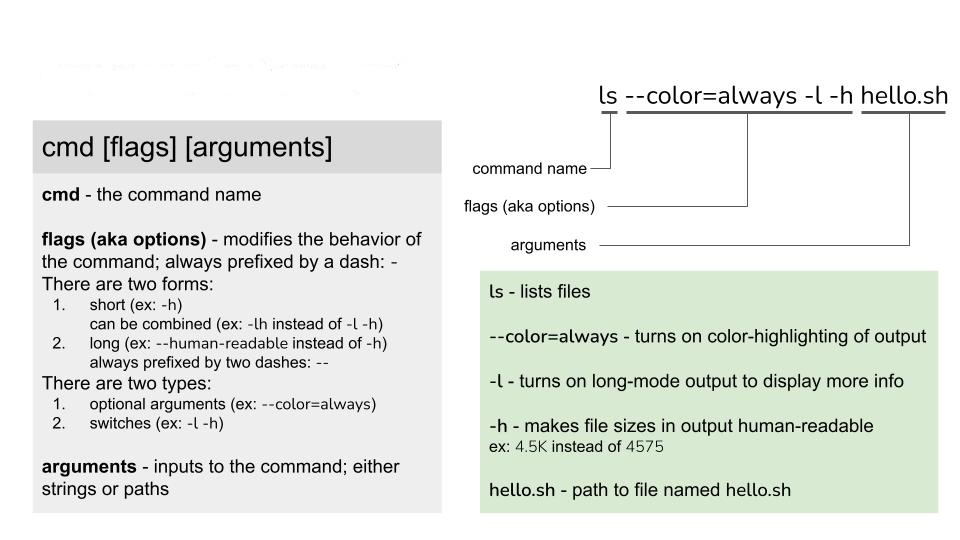 ls --color=always -l -h hello.sh
command name
flags (aka options)
arguments
cmd [flags] [arguments]
cmd - the command name
flags (aka options) - modifies the behavior of
the command; always prefixed by a dash: -
There are two forms:
1. short (ex: -h)
can be combined (ex: -lh instead of -l -h)
2. long (ex: --human-readable instead of -h)
always prefixed by two dashes: --
There are two types:
1. optional arguments (ex: --color=always)
2. switches (ex: -l -h)
arguments - inputs to the command; either
strings or paths
ls - lists files
--color=always - turns on color-highlighting of output
-l - turns on long-mode output to display more info
-h - makes file sizes in output human-readable
ex: 4.5K instead of 4575
hello.sh - path to file named hello.sh